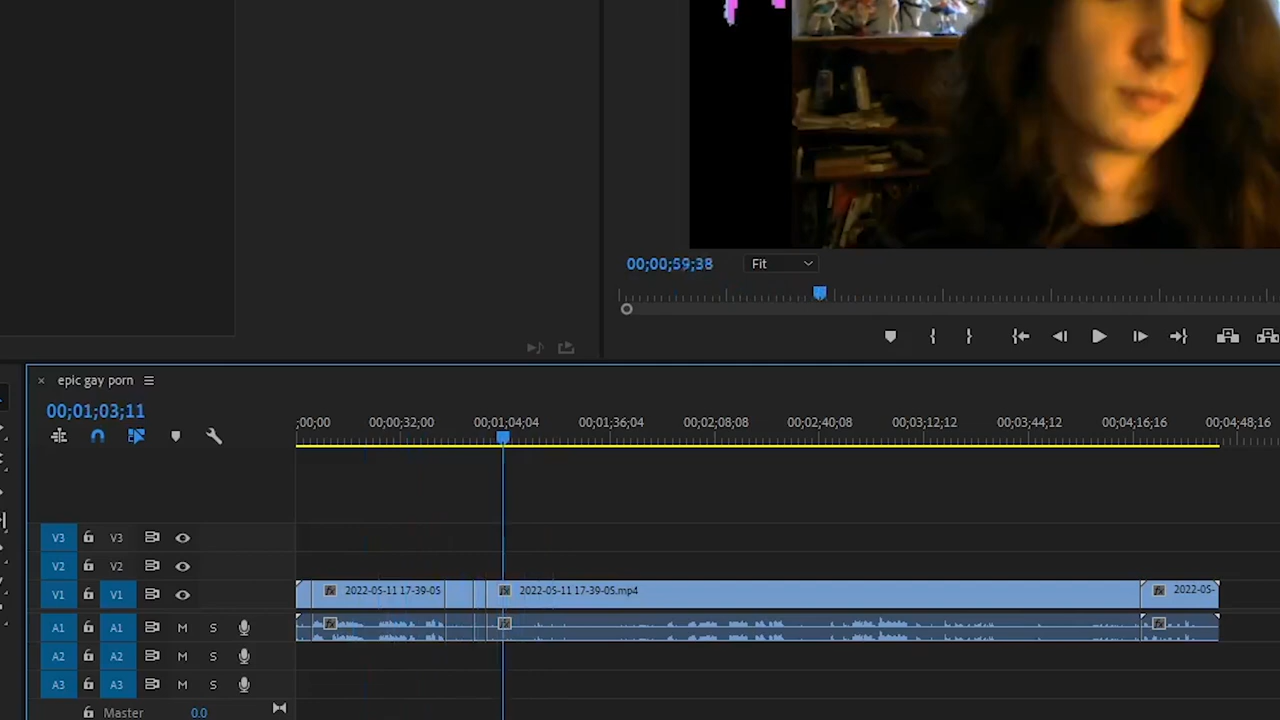 00;00;59;38 Fit
epic gay porn
00;01;03;11
;00;00 00;00;32;00 00;01;04;04 00;01;36;04 00;02;08;08 00;02;40;08 00;03;12;12 00;03;44;12 00;04;16;16 00;04;48;16
V3 V3
V2 V2
V1 V1 2022-05-11 17-39-05 2022-05-11 17-39-05.mp4 2022-05-
A1 A1 M S
A2 A2 M S
A3 A3 M S
Master 0.0